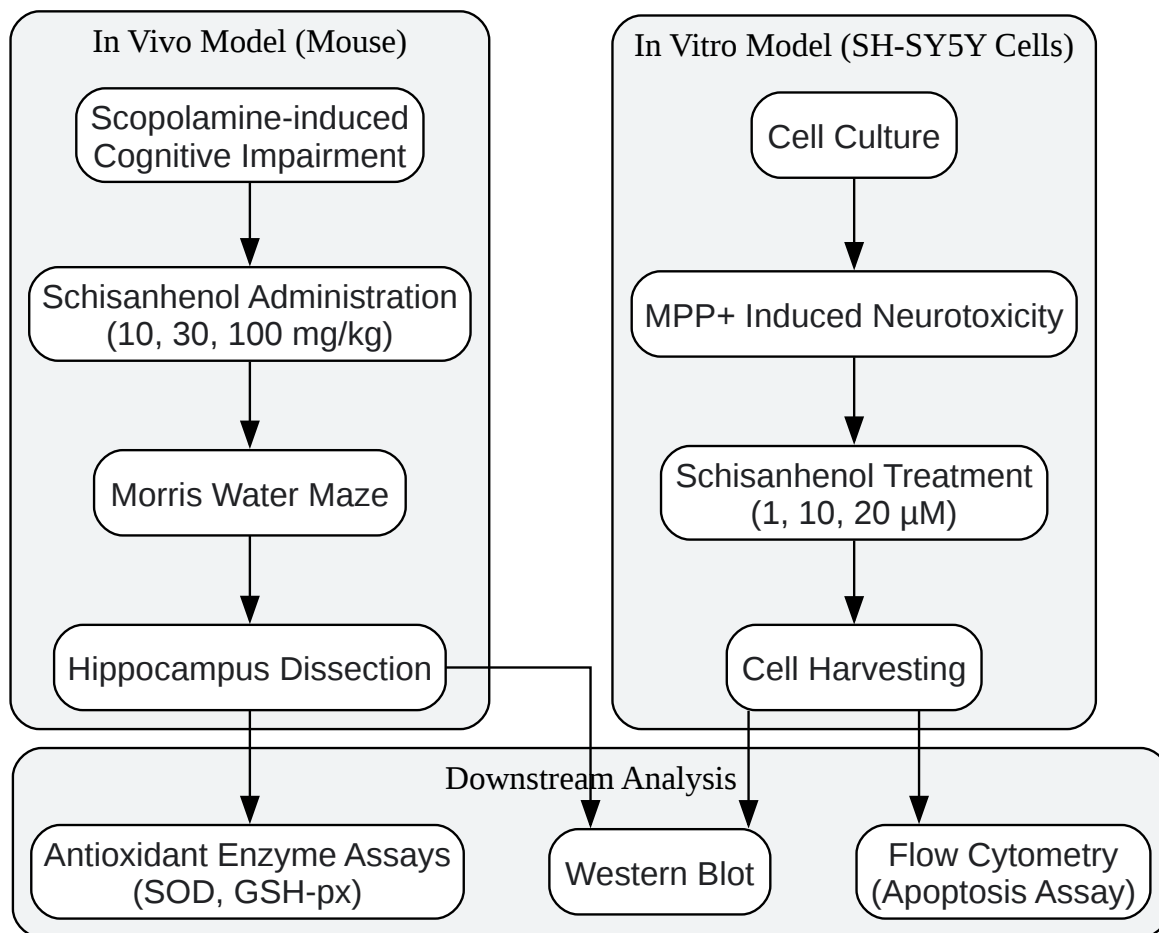 In Vivo Model (Mouse)
Scopolamine-induced
Cognitive Impairment
Schisanhenol Administration
(10, 30, 100 mg/kg)
Morris Water Maze
Hippocampus Dissection
In Vitro Model (SH-SY5Y Cells)
Cell Culture
MPP+ Induced Neurotoxicity
Schisanhenol Treatment
(1, 10, 20 µM)
Cell Harvesting
Downstream Analysis
Antioxidant Enzyme Assays
(SOD, GSH-px)
Western Blot
Flow Cytometry
(Apoptosis Assay)